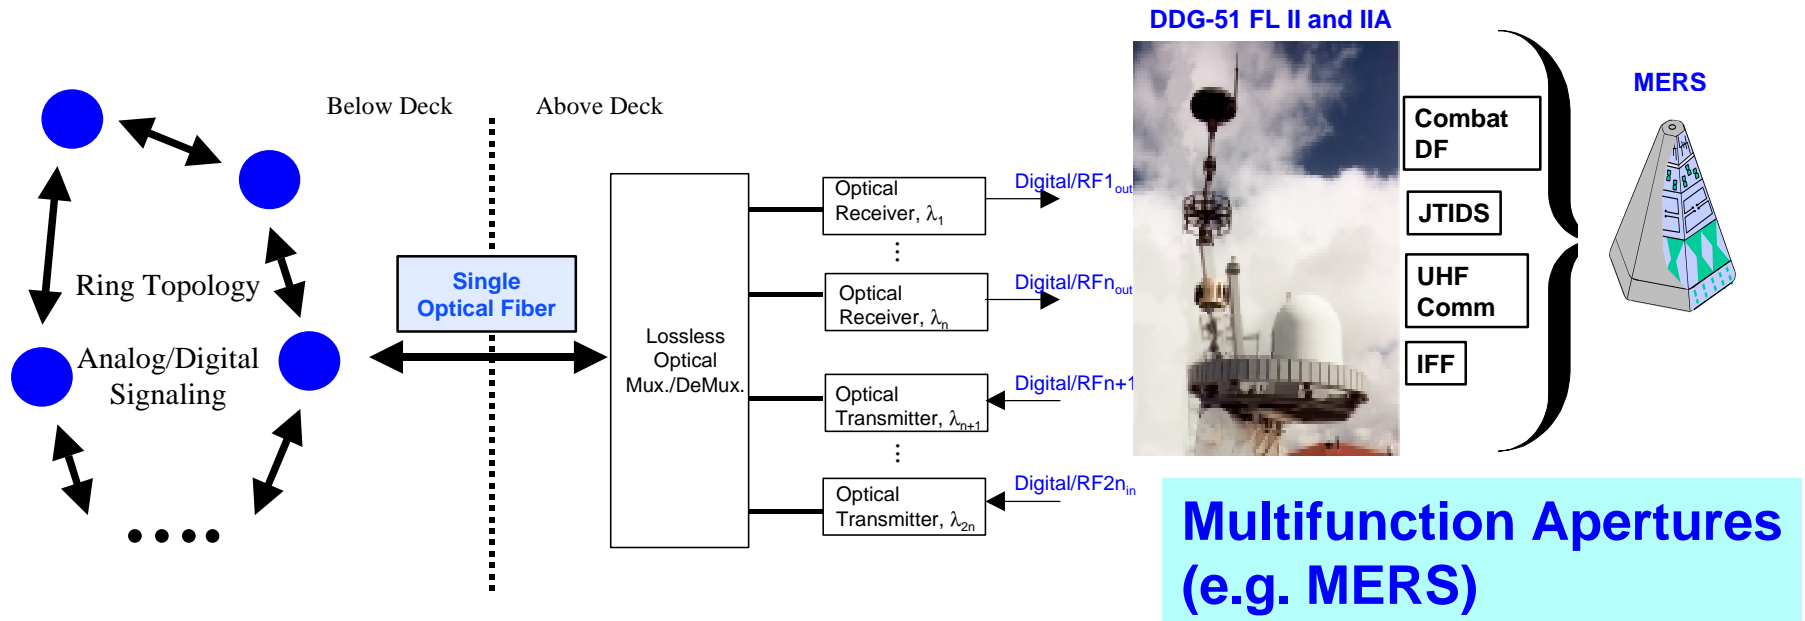 DDG-51 FL II and IIA
Below Deck
Above Deck
Ring Topology
Analog/Digital
Signaling
Single
Optical Fiber
Lossless
Optical
Mux./DeMux.
Optical
Receiver, λ1
⋮
Optical
Receiver, λn
Optical
Transmitter, λn+1
⋮
Optical
Transmitter, λ2n
Digital/RF1out
Digital/RFnout
Digital/RFn+1
Digital/RF2nin
Combat
DF
JTIDS
UHF
Comm
IFF
MERS
Multifunction Apertures
(e.g. MERS)